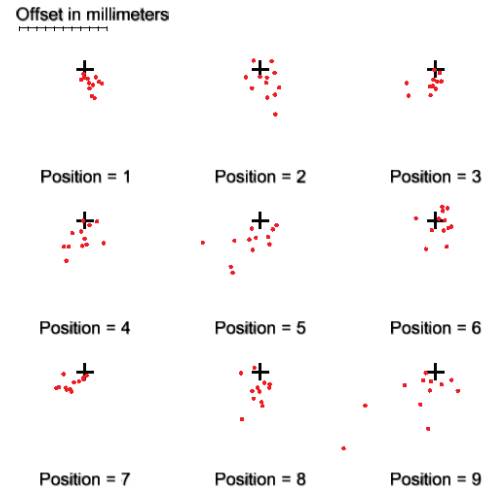 Offset in millimeters
Position = 1
Position = 2
Position = 3
Position = 4
Position = 5
Position = 6
Position = 7
Position = 8
Position = 9